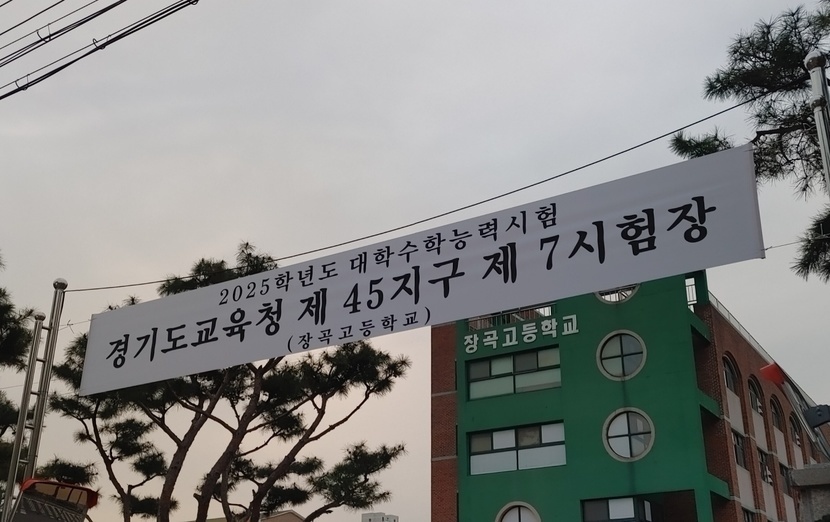 2025학년도 대학수학능력시험
경기도교육청 제 45지구 제 7시험장
(장곡고등학교)
장곡고등학교